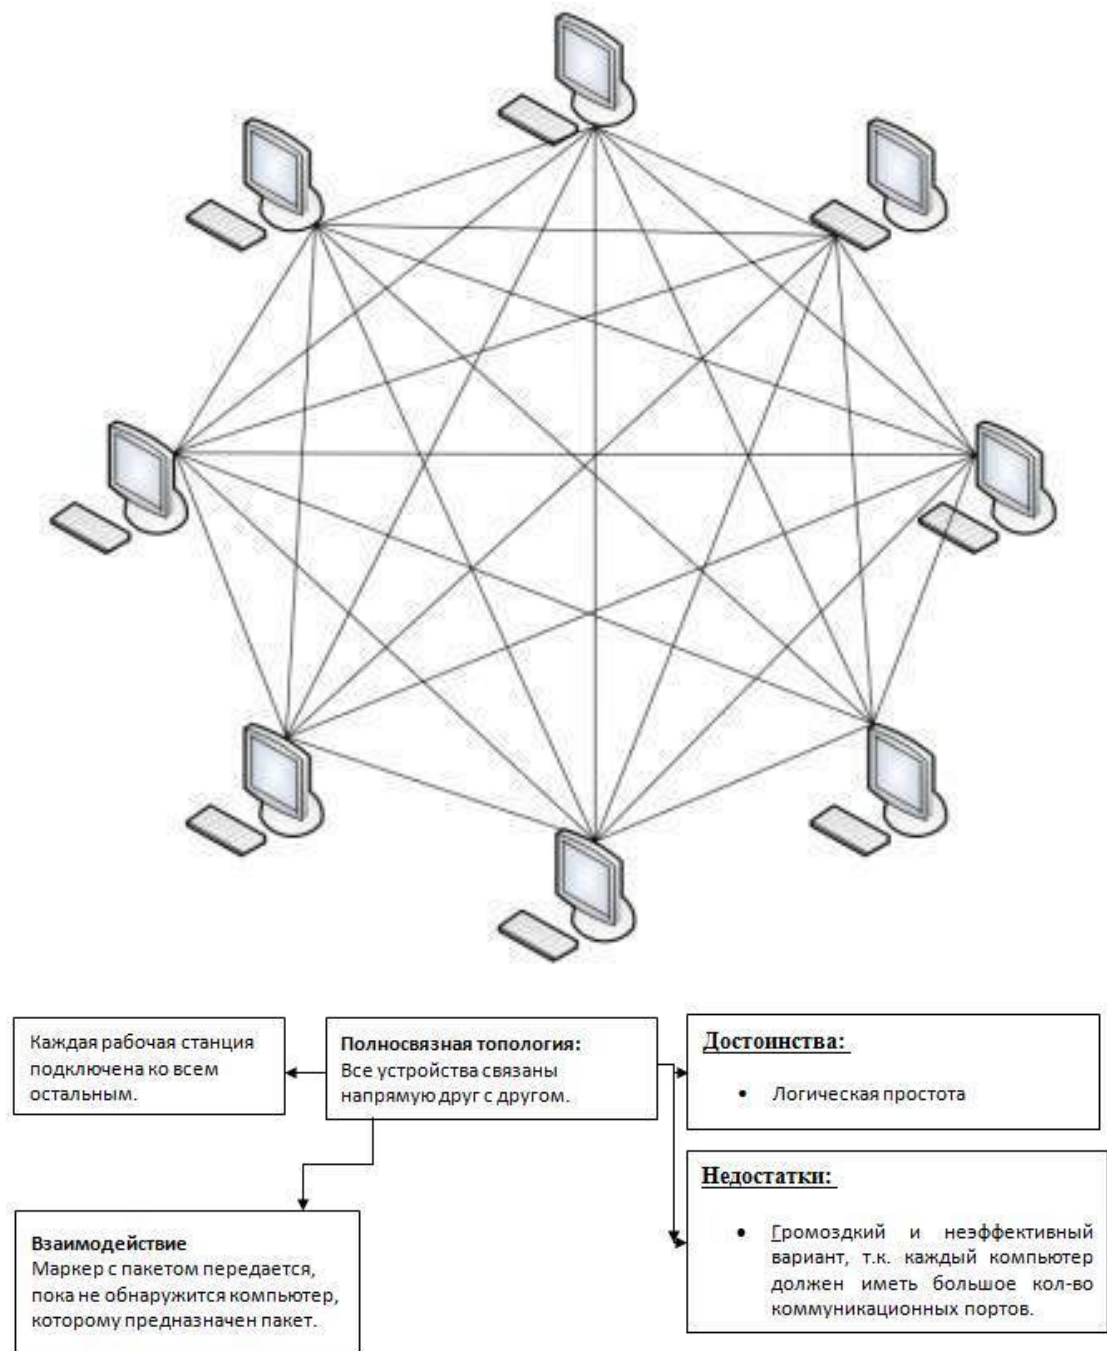 Каждая рабочая станция
подключена ко всем
остальным.
Полносвязная топология:
Все устройства связаны
напрямую друг с другом.
Достоинства:
• Логическая простота
Недостатки:
• Громоздкий и неэффективный
вариант, т.к. каждый компьютер
должен иметь большое кол-во
коммуникационных портов.
Взаимодействие
Маркер с пакетом передается,
пока не обнаружится компьютер,
которому предназначен пакет.